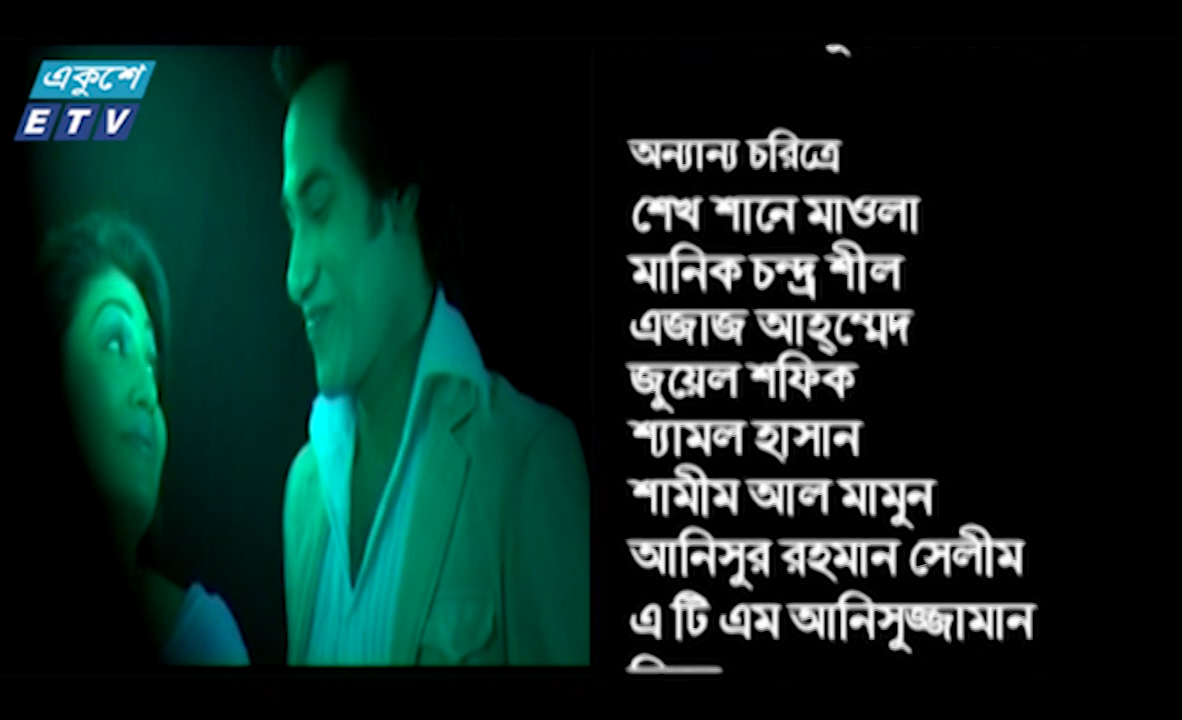 একুশে
ETV
অন্যান্য চরিত্রে
শেখ শানে মাওলা
মানিক চন্দ্র শীল
এজাজ আহ্‌ম্মেদ
জুয়েল শফিক
শ্যামল হাসান
শামীম আল মামুন
আনিসুর রহমান সেলীম
এ টি এম আনিসুজ্জামান